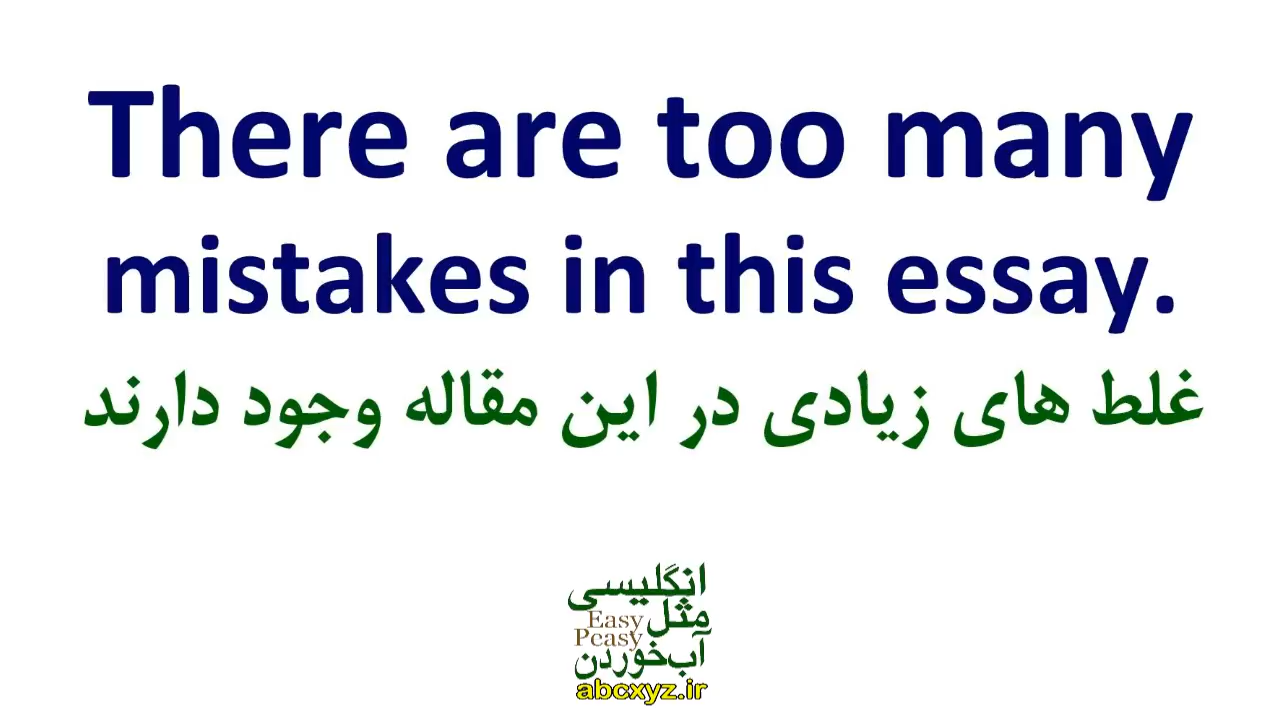 There are too many
mistakes in this essay.
غلط های زیادی در این مقاله وجود دارند
انگلیسی
مثل
Easy
Peasy
آب‌خوردن
abcxyz.ir